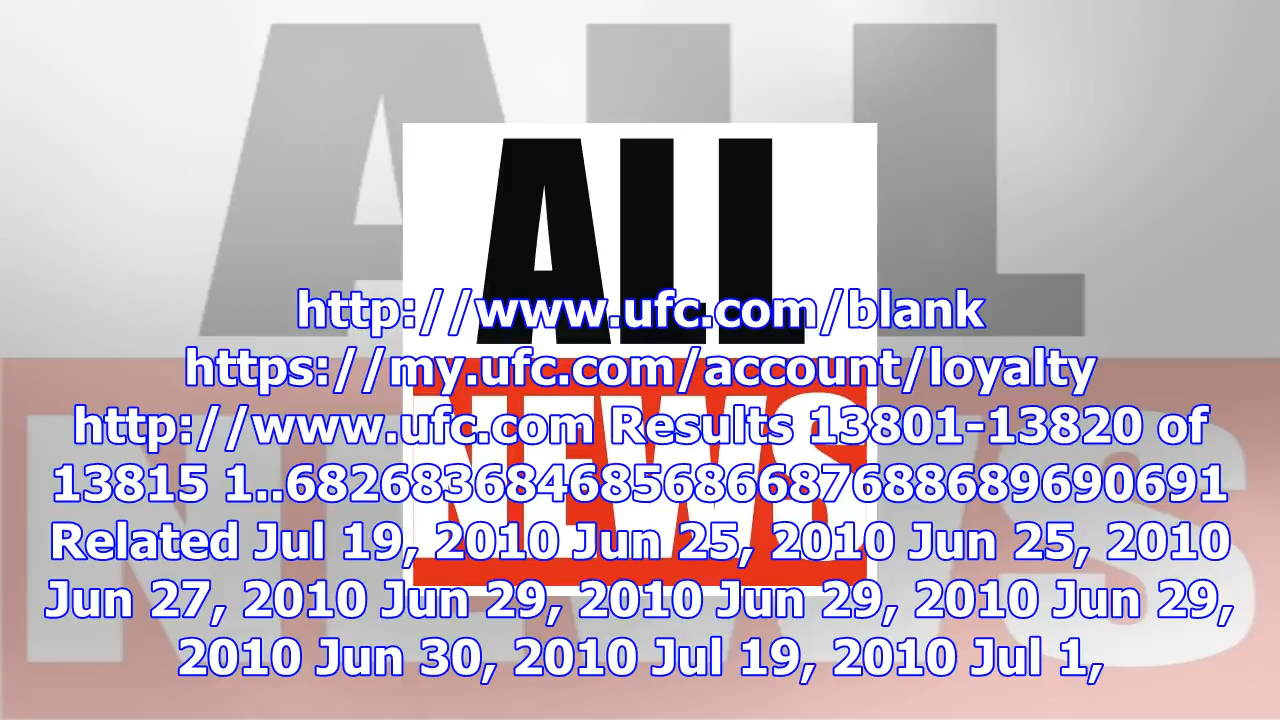 ALL
NEWS
http://www.ufc.com/blank
https://my.ufc.com/account/loyalty
http://www.ufc.com Results 13801-13820 of
13815 1..682683684685686687688689690691
Related Jul 19, 2010 Jun 25, 2010 Jun 25, 2010
Jun 27, 2010 Jun 29, 2010 Jun 29, 2010 Jun 29,
2010 Jun 30, 2010 Jul 19, 2010 Jul 1,